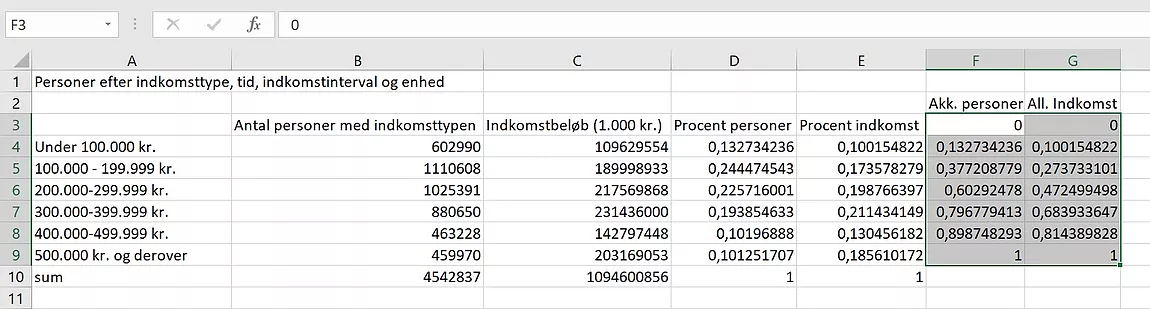 F3 fx 0
A B C D E F G
1 Personer efter indkomsttype, tid, indkomstinterval og enhed
2 Akk. personer All. Indkomst
3 Antal personer med indkomsttypen Indkomstbeløb (1.000 kr.) Procent personer Procent indkomst 0 0
4 Under 100.000 kr. 602990 109629554 0,132734236 0,100154822 0,132734236 0,100154822
5 100.000 - 199.999 kr. 1110608 189998933 0,244474543 0,173578279 0,377208779 0,273733101
6 200.000-299.999 kr. 1025391 217569868 0,225716001 0,198766397 0,60292478 0,472499498
7 300.000-399.999 kr. 880650 231436000 0,193854633 0,211434149 0,796779413 0,683933647
8 400.000-499.999 kr. 463228 142797448 0,10196888 0,130456182 0,898748293 0,814389828
9 500.000 kr. og derover 459970 203169053 0,101251707 0,185610172 1 1
10 sum 4542837 1094600856 1 1
11